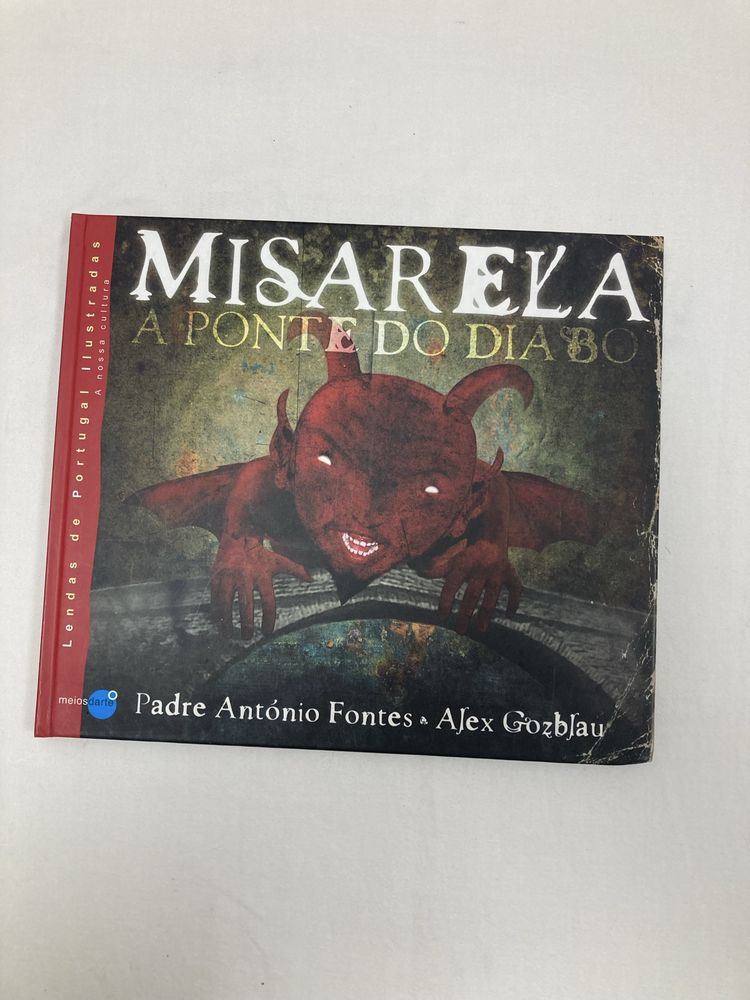 MISARELA
A PONTE DO DIABO
Lendas de Portugal Ilustradas
A nossa cultura
meiosdarte
Padre António Fontes & Alex Gozblau